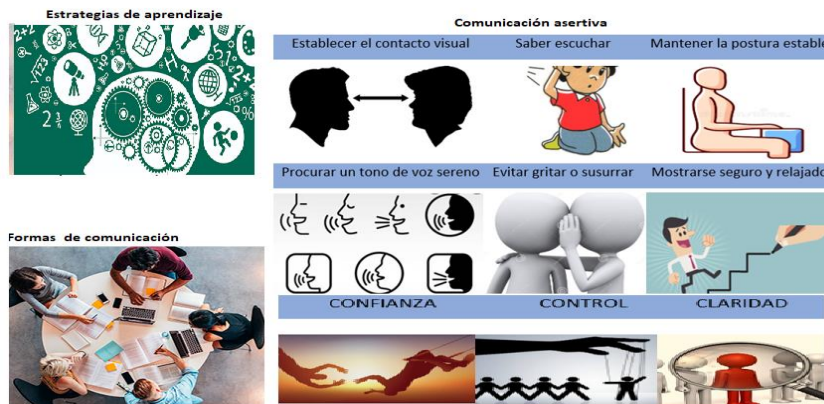 Estrategias de aprendizaje
Comunicación asertiva
Establecer el contacto visual
Saber escuchar
Mantener la postura estable
Procurar un tono de voz sereno
Evitar gritar o susurrar
Mostrarse seguro y relajado
Formas de comunicación
CONFIANZA
CONTROL
CLARIDAD